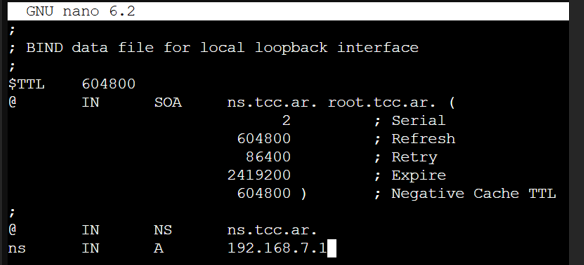 GNU nano 6.2
;
; BIND data file for local loopback interface
;
$TTL    604800
@       IN      SOA     ns.tcc.ar. root.tcc.ar. (
                              2         ; Serial
                         604800         ; Refresh
                          86400         ; Retry
                        2419200         ; Expire
                         604800 )       ; Negative Cache TTL
;
@       IN      NS      ns.tcc.ar.
ns      IN      A       192.168.7.1